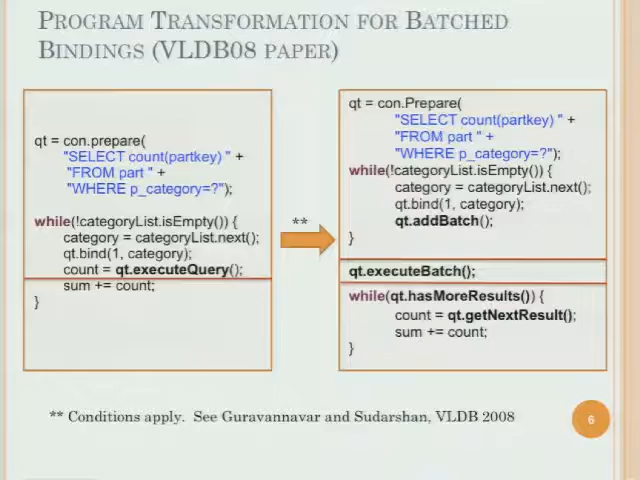 PROGRAM TRANSFORMATION FOR BATCHED
BINDINGS (VLDB08 PAPER)
qt = con.prepare(
"SELECT count(partkey) " +
"FROM part " +
"WHERE p_category=?");
while(!categoryList.isEmpty()) {
category = categoryList.next();
qt.bind(1, category);
count = qt.executeQuery();
sum += count;
}
**
qt = con.Prepare(
"SELECT count(partkey) " +
"FROM part " +
"WHERE p_category=?");
while(!categoryList.isEmpty()) {
category = categoryList.next();
qt.bind(1, category);
qt.addBatch();
}
qt.executeBatch();
while(qt.hasMoreResults()) {
count = qt.getNextResult();
sum += count;
}
** Conditions apply. See Guravannavar and Sudarshan, VLDB 2008
6